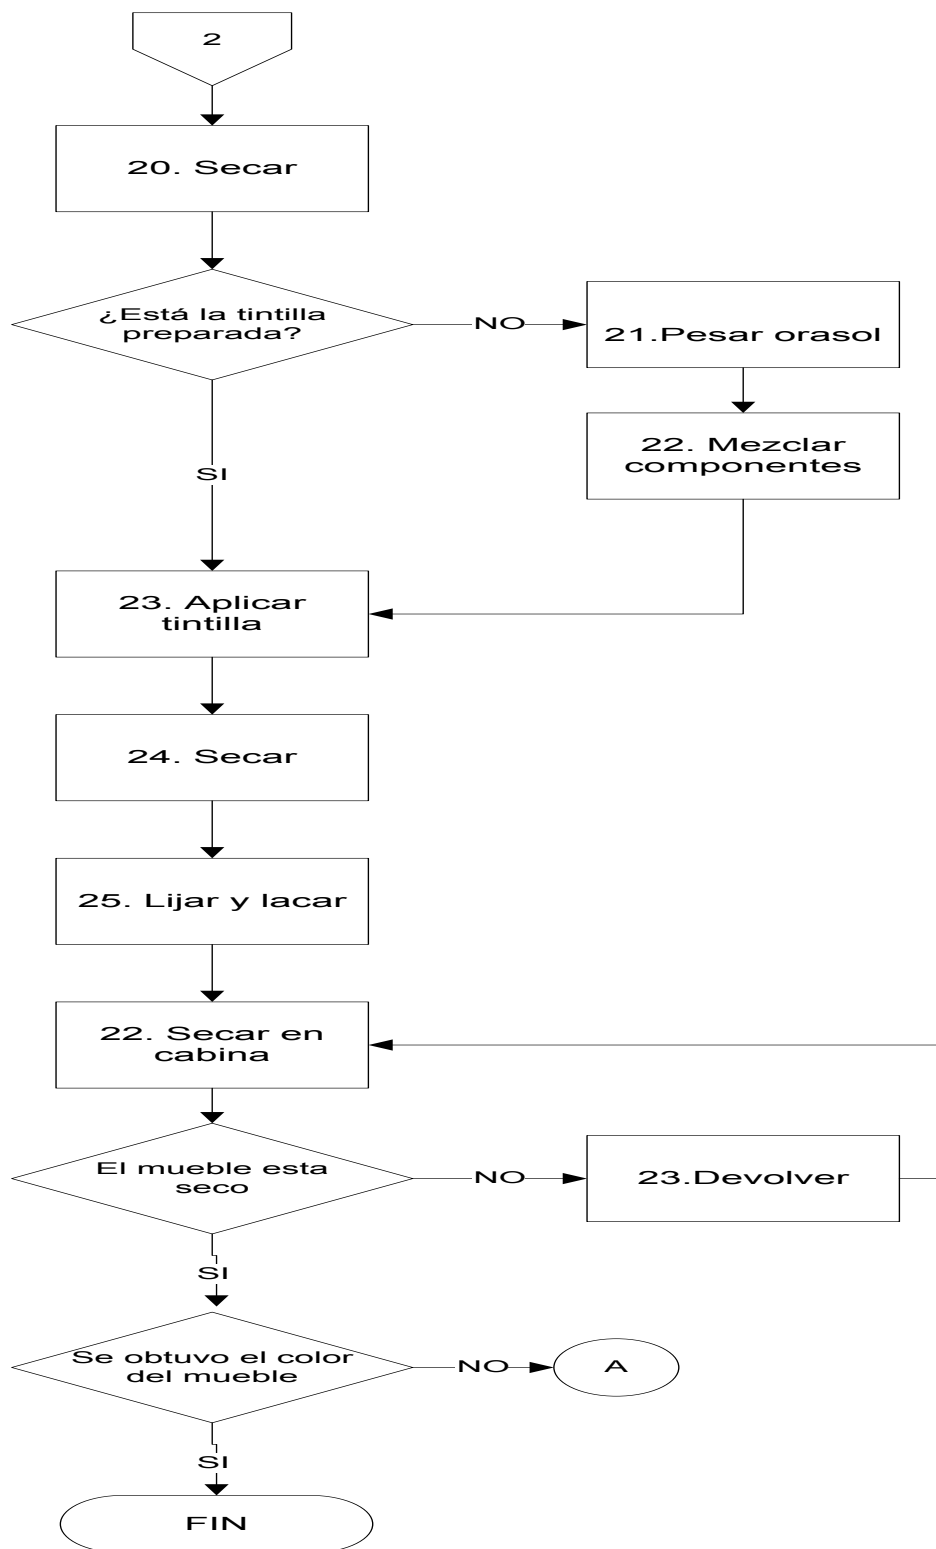 2
20. Secar
¿Está la tintilla
preparada?
NO
21.Pesar orasol
22. Mezclar
componentes
SI
23. Aplicar
tintilla
24. Secar
25. Lijar y lacar
22. Secar en
cabina
El mueble esta
seco
NO
23.Devolver
SI
Se obtuvo el color
del mueble
NO
A
SI
FIN